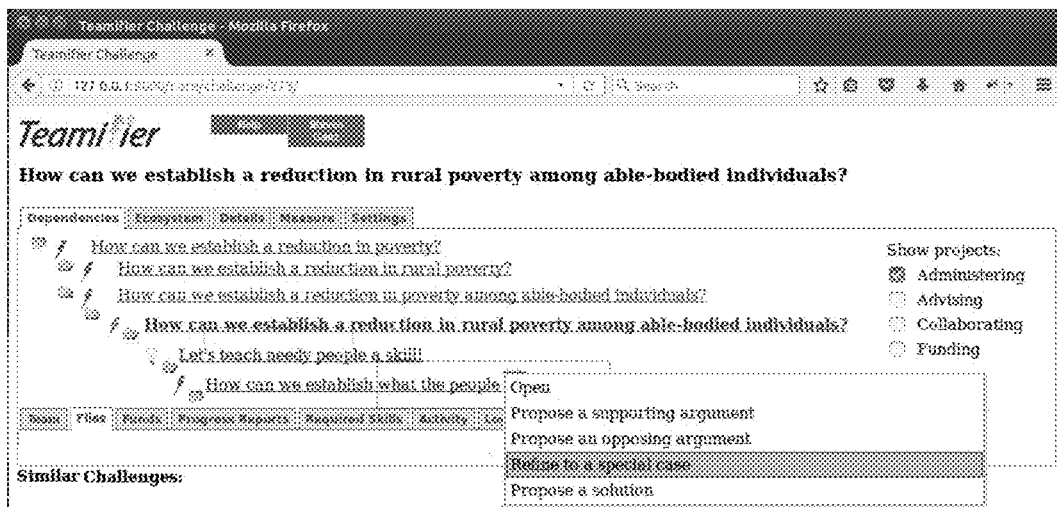 Teamifier Challenge - Mozilla Firefox
Teamifier Challenge
Search
Teamifier
How can we establish a reduction in rural poverty among able-bodied individuals?
Dependencies Ecosystem Details Measure Settings
How can we establish a reduction in poverty?
How can we establish a reduction in rural poverty?
How can we establish a reduction in poverty among able-bodied individuals?
How can we establish a reduction in rural poverty among able-bodied individuals?
Let's teach needy people a skill!
How can we establish what the people
Show projects:
Administering
Advising
Collaborating
Funding
Team Files Funds Progress Reports Required Skills Activity
Open
Propose a supporting argument
Propose an opposing argument
Refine to a special case
Propose a solution
Similar Challenges: